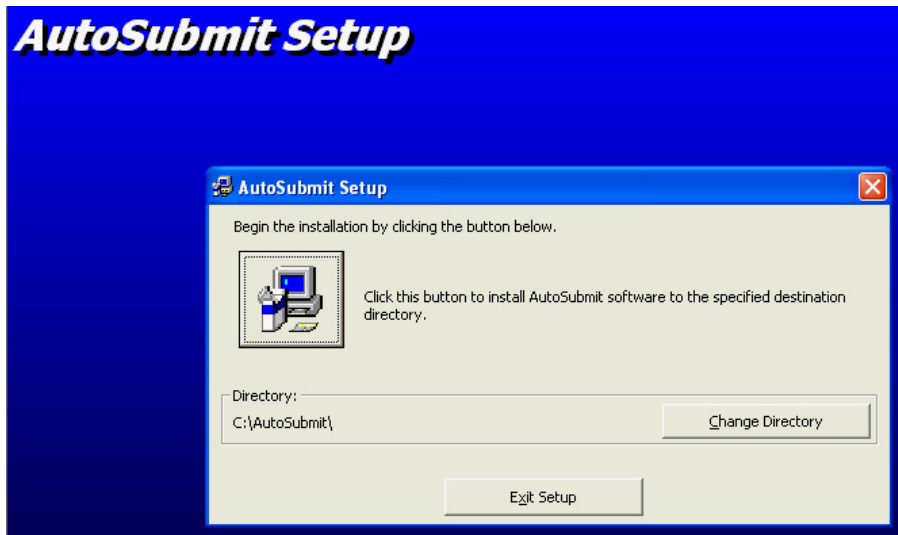 AutoSubmit Setup
AutoSubmit Setup
Begin the installation by clicking the button below.
Click this button to install AutoSubmit software to the specified destination
directory.
Directory:
C:\AutoSubmit\
Change Directory
Exit Setup